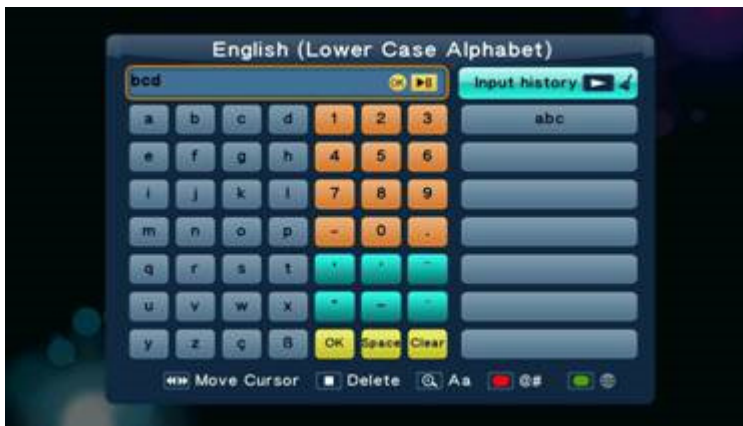 English (Lower Case Alphabet)
bcd OK
Input history
a b c d 1 2 3 abc
e f g h 4 5 6
i j k l 7 8 9
m n o p - 0 .
q r s t
u v w x
y z ç ß OK Space Clear
Move Cursor Delete Aa @#